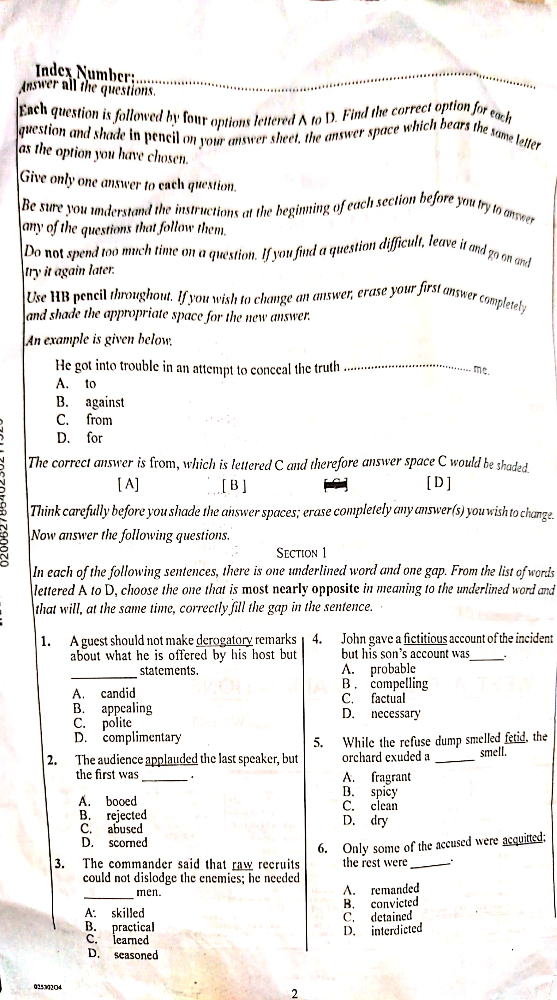 Index Number:
Answer all the questions.
Each question is followed by four options lettered A to D. Find the correct option for each
question and shade in pencil on your answer sheet, the answer space which bears the same letter
as the option you have chosen.
Give only one answer to each question.
Be sure you understand the instructions at the beginning of each section before you try to answer
any of the questions that follow them.
Do not spend too much time on a question. If you find a question difficult, leave it and go on and
try it again later.
Use HB pencil throughout. If you wish to change an answer, erase your first answer completely
and shade the appropriate space for the new answer.
An example is given below.
He got into trouble in an attempt to conceal the truth ........................................ me.
A. to
B. against
C. from
D. for
The correct answer is from, which is lettered C and therefore answer space C would be shaded.
[ A] [ B ] [ C ] [ D ]
Think carefully before you shade the answer spaces; erase completely any answer(s) you wish to change.
Now answer the following questions.
SECTION 1
In each of the following sentences, there is one underlined word and one gap. From the list of words
lettered A to D, choose the one that is most nearly opposite in meaning to the underlined word and
that will, at the same time, correctly fill the gap in the sentence.
1. A guest should not make derogatory remarks
about what he is offered by his host but
________ statements.
A. candid
B. appealing
C. polite
D. complimentary
2. The audience applauded the last speaker, but
the first was ______ .
A. booed
B. rejected
C. abused
D. scorned
3. The commander said that raw recruits
could not dislodge the enemies; he needed
______ men.
A: skilled
B. practical
C. learned
D. seasoned
4. John gave a fictitious account of the incident
but his son's account was_____.
A. probable
B. compelling
C. factual
D. necessary
5. While the refuse dump smelled fetid, the
orchard exuded a _____ smell.
A. fragrant
B. spicy
C. clean
D. dry
6. Only some of the accused were acquitted;
the rest were _____.
A. remanded
B. convicted
C. detained
D. interdicted
02530204
2